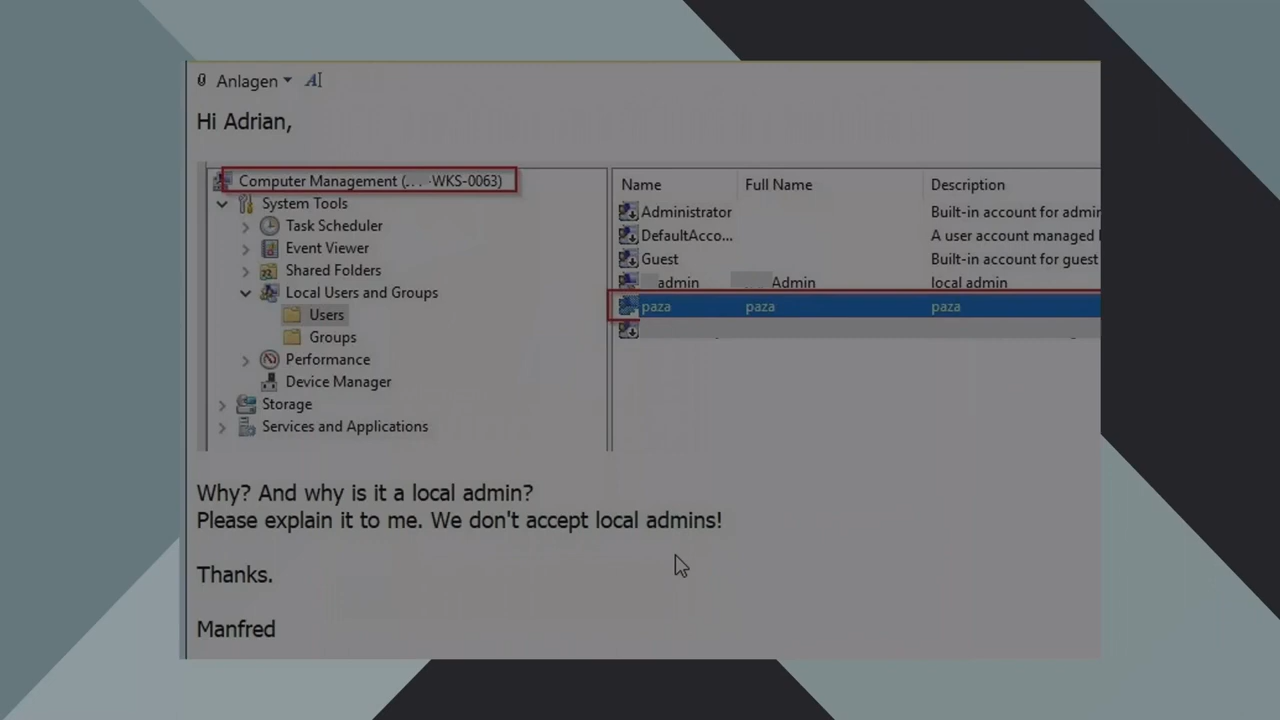 Anlagen
Hi Adrian,
Computer Management (... -WKS-0063)
System Tools
Task Scheduler
Event Viewer
Shared Folders
Local Users and Groups
Users
Groups
Performance
Device Manager
Storage
Services and Applications
Name Full Name Description
Administrator Built-in account for admin
DefaultAcco... A user account managed
Guest Built-in account for guest
admin Admin local admin
paza paza paza
Why? And why is it a local admin?
Please explain it to me. We don't accept local admins!
Thanks.
Manfred